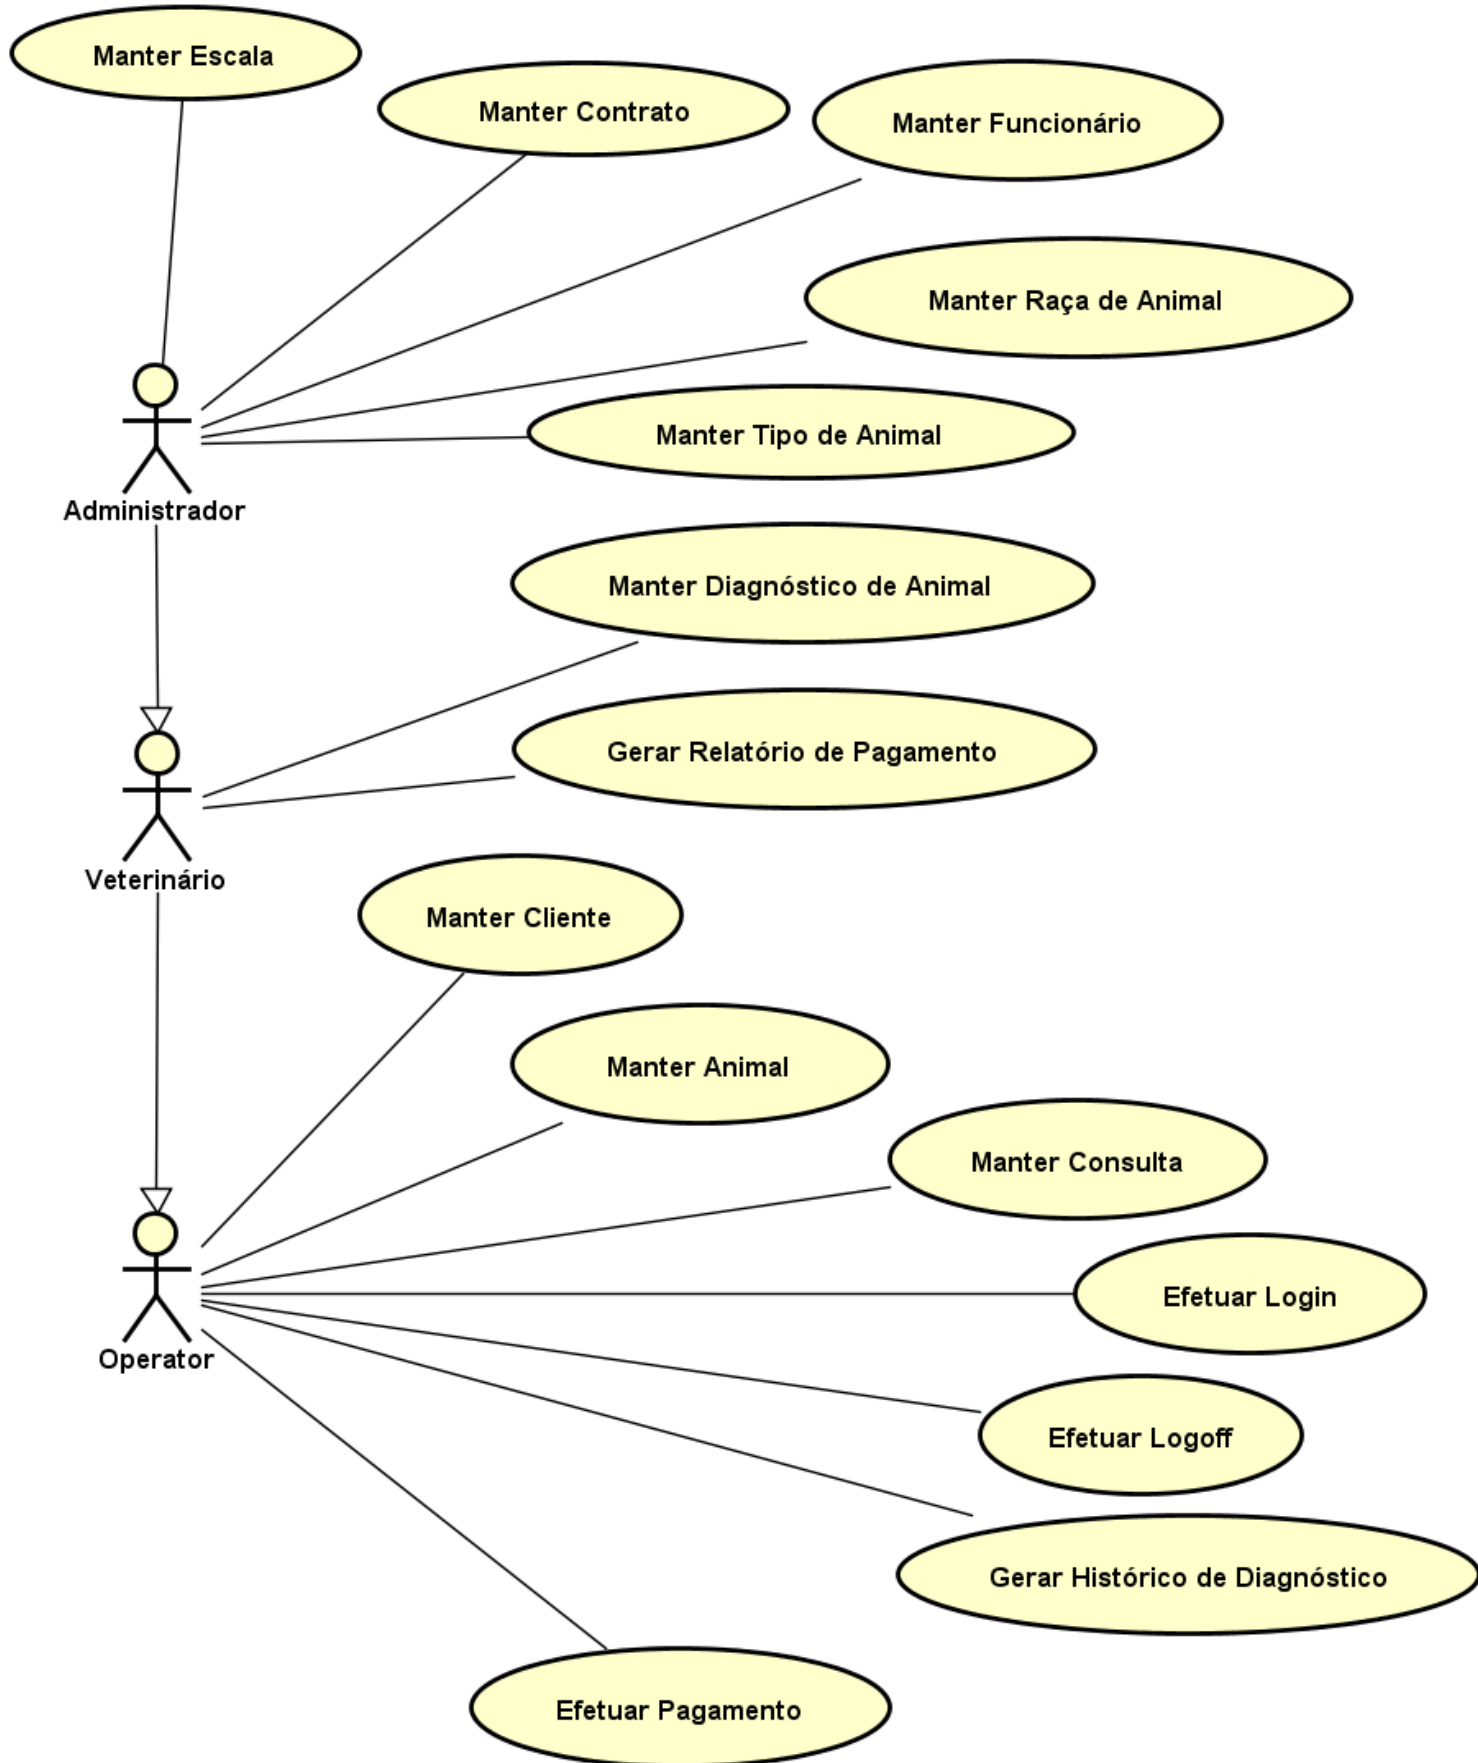 Manter Escala
Manter Contrato
Manter Funcionário
Manter Raça de Animal
Manter Tipo de Animal
Administrador
Manter Diagnóstico de Animal
Gerar Relatório de Pagamento
Veterinário
Manter Cliente
Manter Animal
Manter Consulta
Efetuar Login
Operator
Efetuar Logoff
Gerar Histórico de Diagnóstico
Efetuar Pagamento